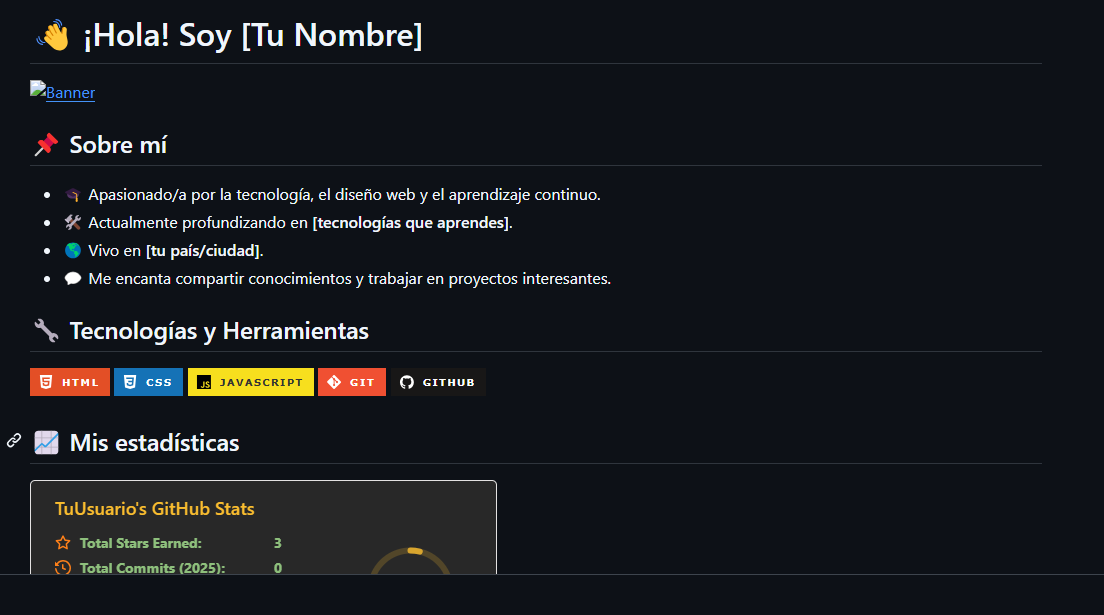 ¡Hola! Soy [Tu Nombre]
Banner
Sobre mí
Apasionado/a por la tecnología, el diseño web y el aprendizaje continuo.
Actualmente profundizando en [tecnologías que aprendes].
Vivo en [tu país/ciudad].
Me encanta compartir conocimientos y trabajar en proyectos interesantes.
Tecnologías y Herramientas
HTML CSS JS JAVASCRIPT GIT GITHUB
Mis estadísticas
TuUsuario's GitHub Stats
Total Stars Earned: 3
Total Commits (2025): 0